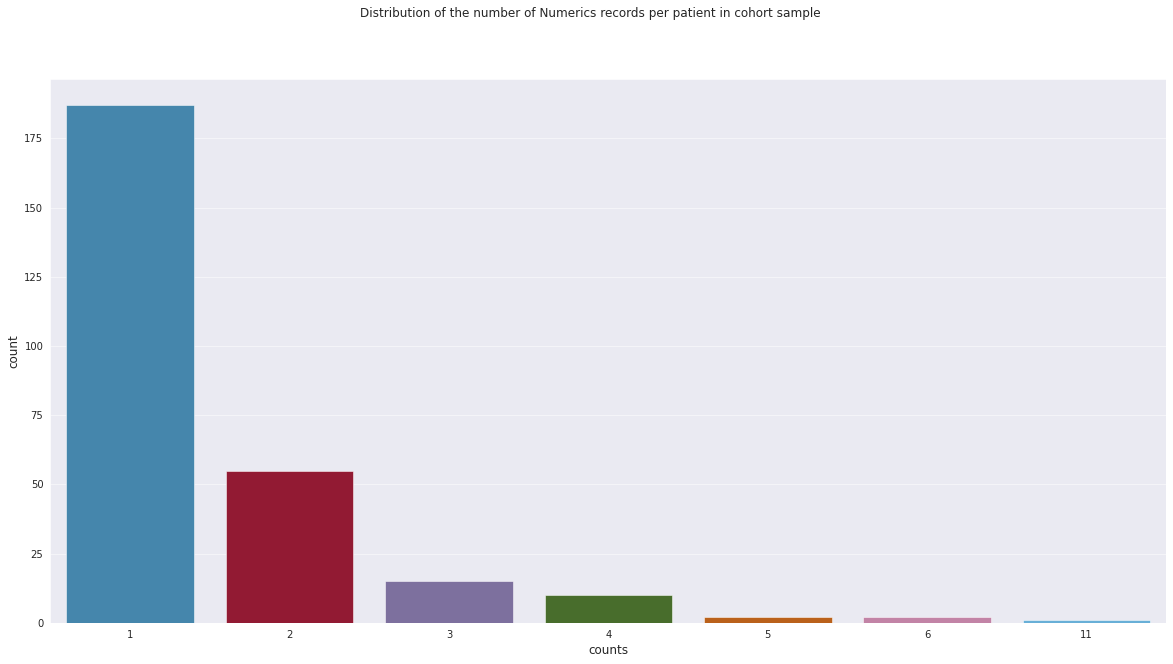 Distribution of the number of Numerics records per patient in cohort sample
175
150
125
100
75
50
25
0
count
1 2 3 4 5 6 11
counts